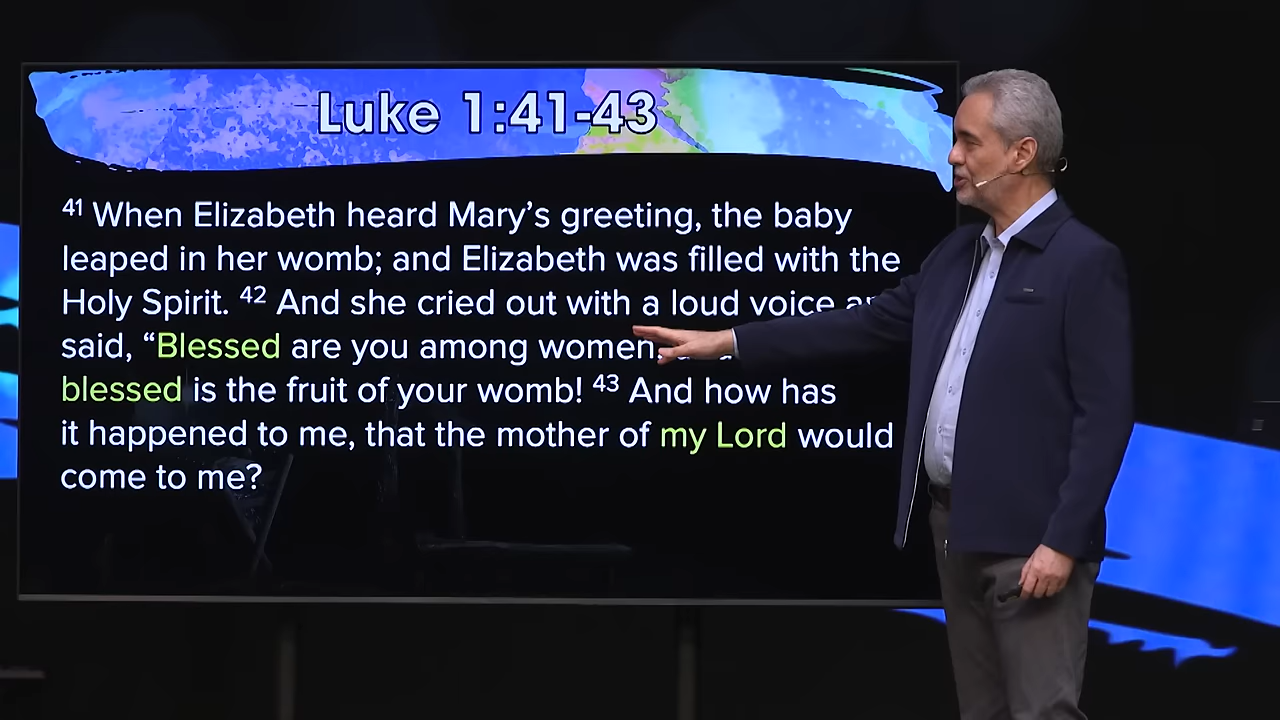 Luke 1:41-43
41 When Elizabeth heard Mary’s greeting, the baby
leaped in her womb; and Elizabeth was filled with the
Holy Spirit. 42 And she cried out with a loud voice
said, “Blessed are you among women,
blessed is the fruit of your womb! 43 And how has
it happened to me, that the mother of my Lord would
come to me?